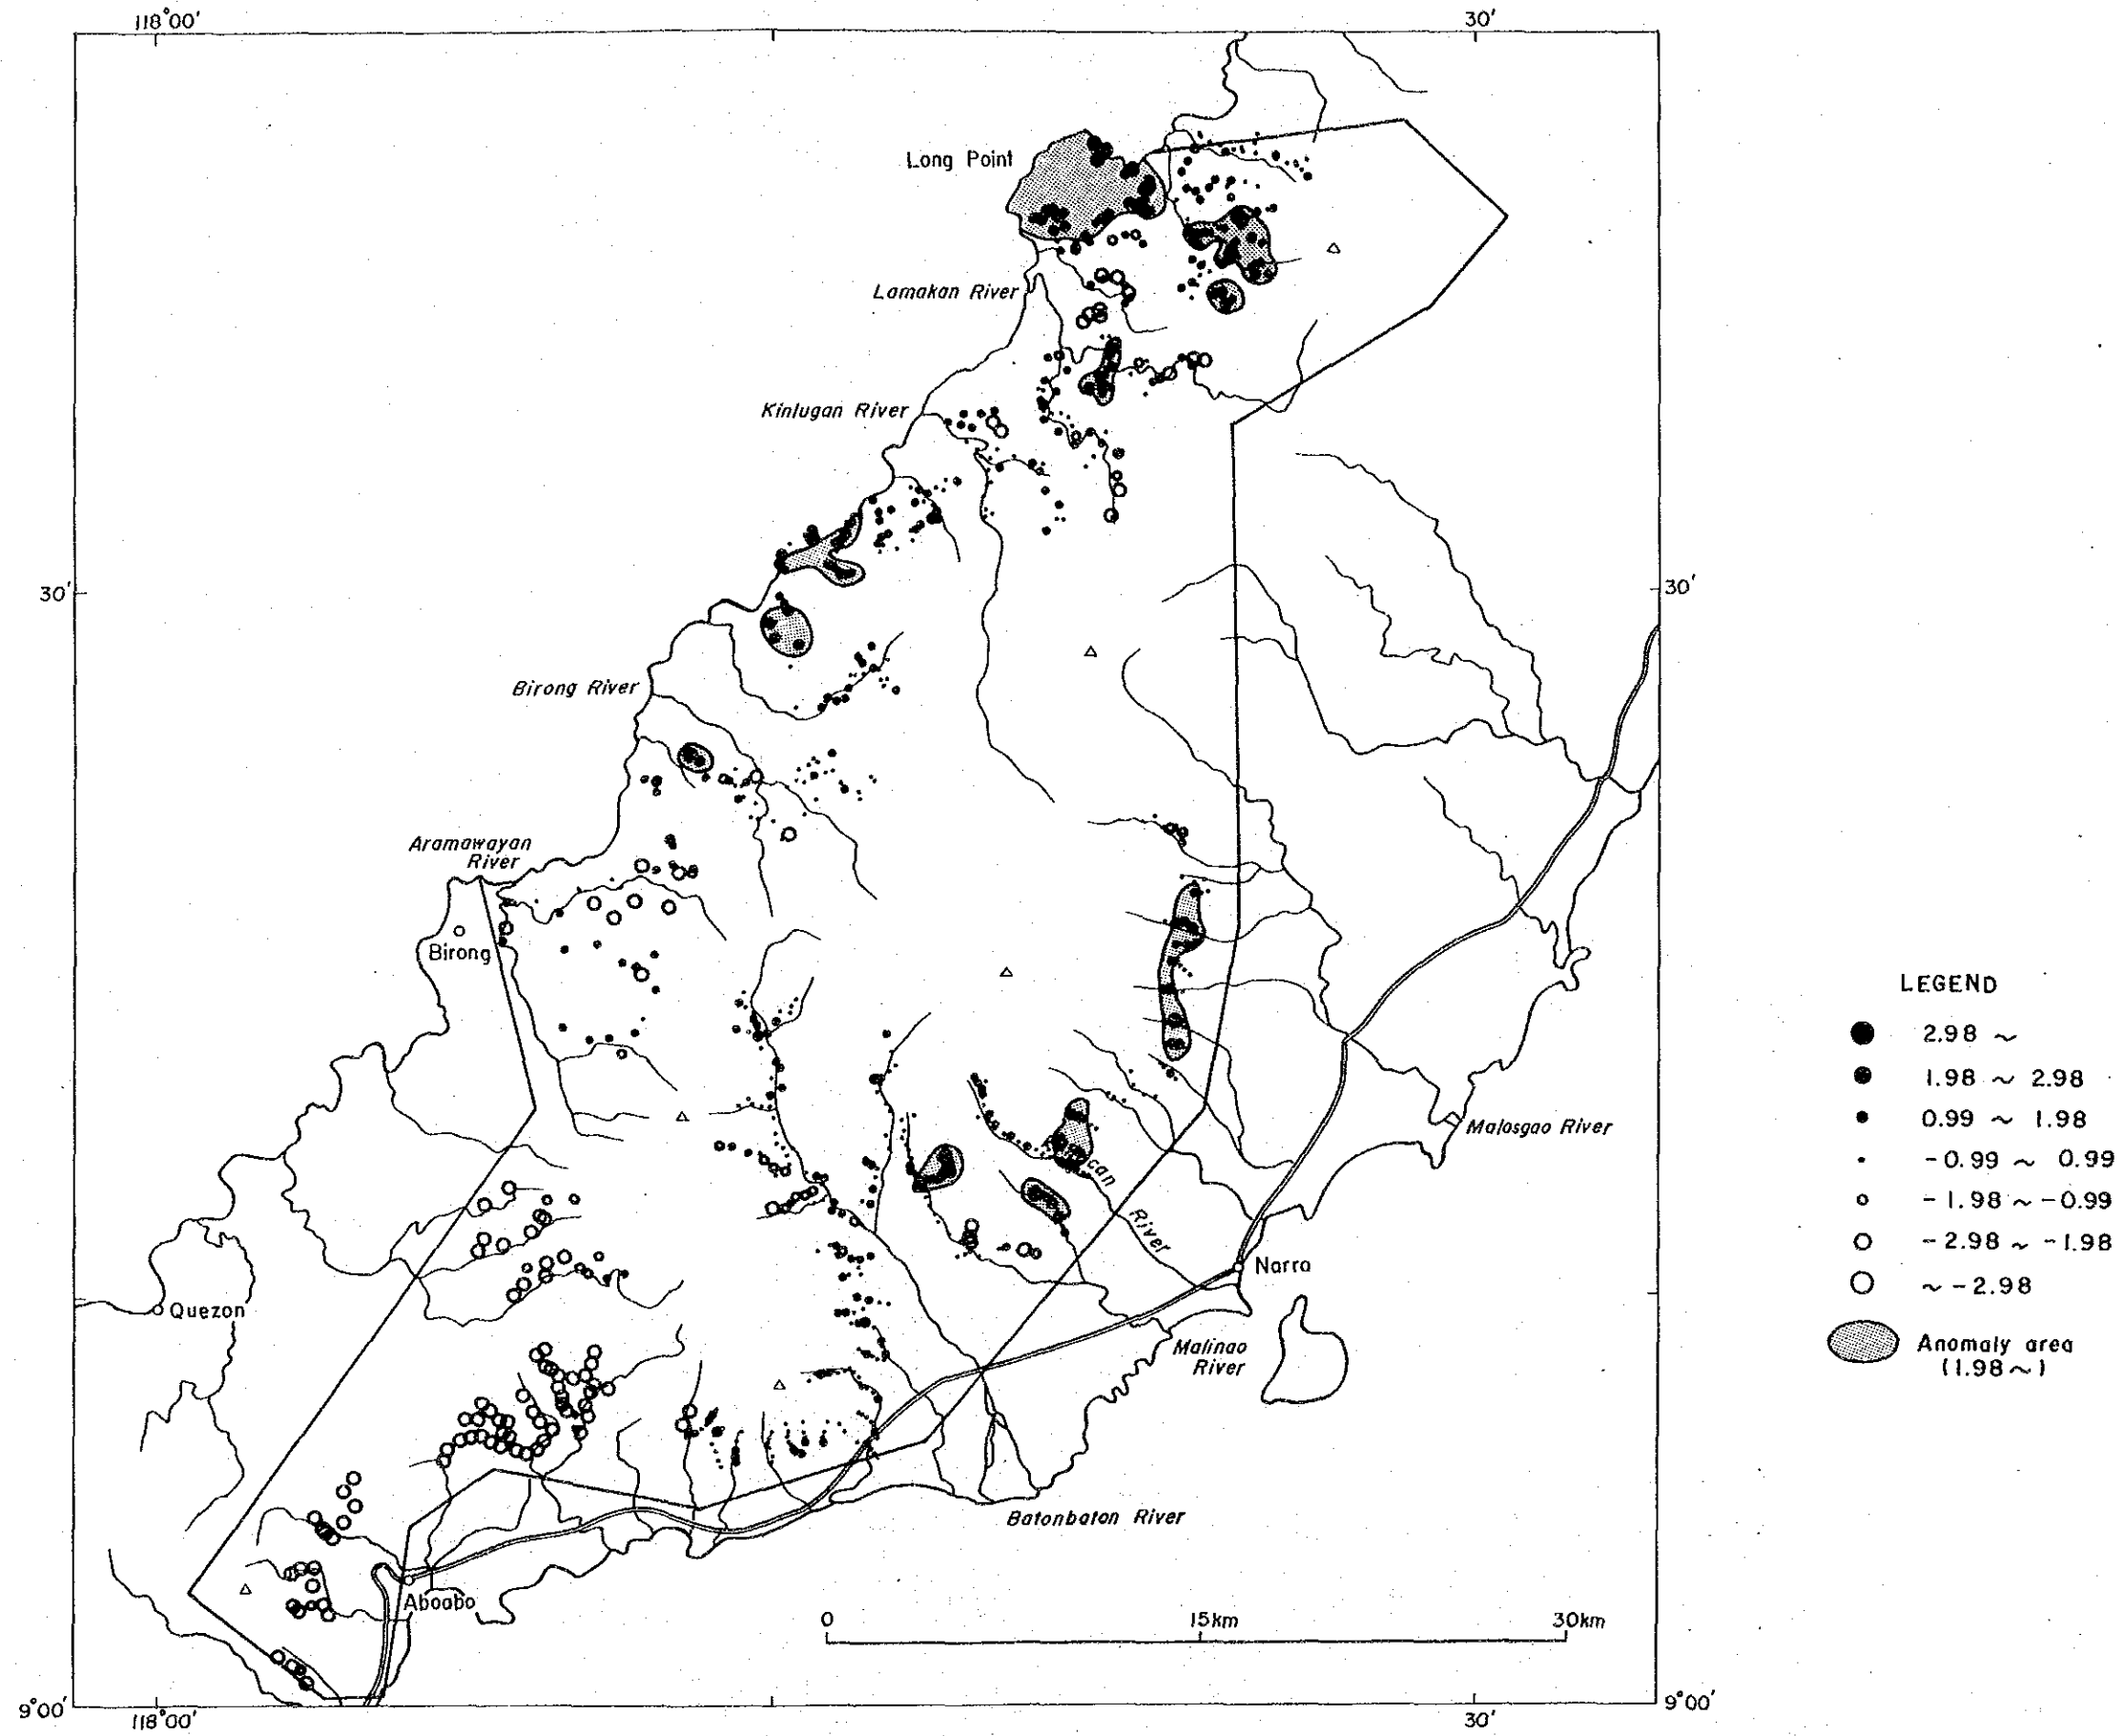 118°00'
30'
Long Point
Lamakan River
Kinlugan River
30'
30'
Birong River
Aramawayan
River
Birong
LEGEND
2.98 ~
1.98 ~ 2.98
0.99 ~ 1.98
-0.99 ~ 0.99
-1.98 ~ -0.99
-2.98 ~ -1.98
~ -2.98
Anomaly area
(1.98~)
Malasgao River
can
River
Narra
Quezon
Malinao
River
Batonbaton River
Aboabo
0
15km
30km
9°00'
9°00'
118°00'
30'